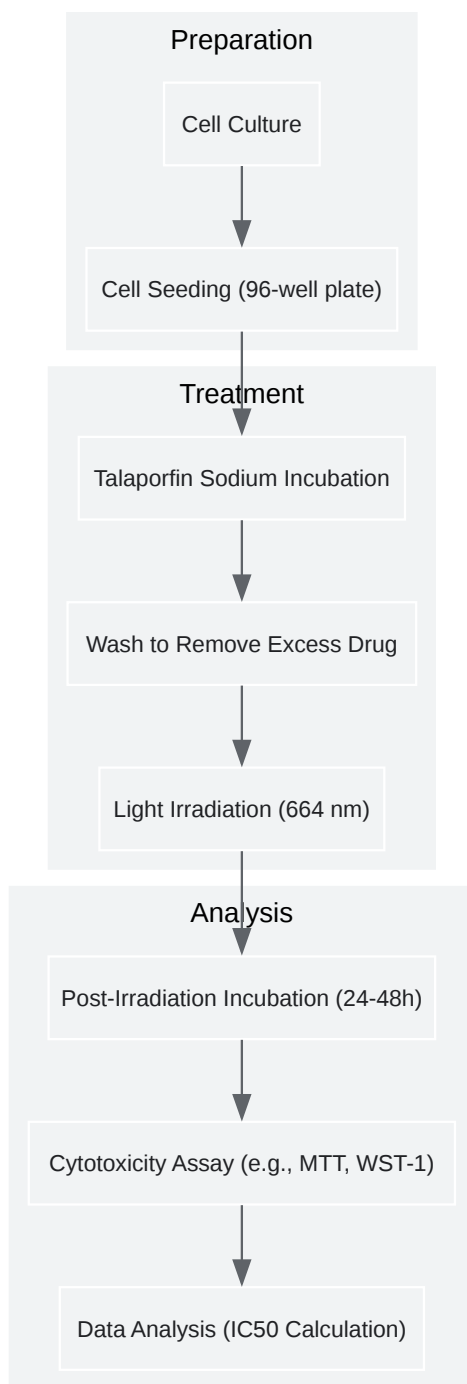 Preparation
Cell Culture
Cell Seeding (96-well plate)
Treatment
Talaporfin Sodium Incubation
Wash to Remove Excess Drug
Light Irradiation (664 nm)
Analysis
Post-Irradiation Incubation (24-48h)
Cytotoxicity Assay (e.g., MTT, WST-1)
Data Analysis (IC50 Calculation)